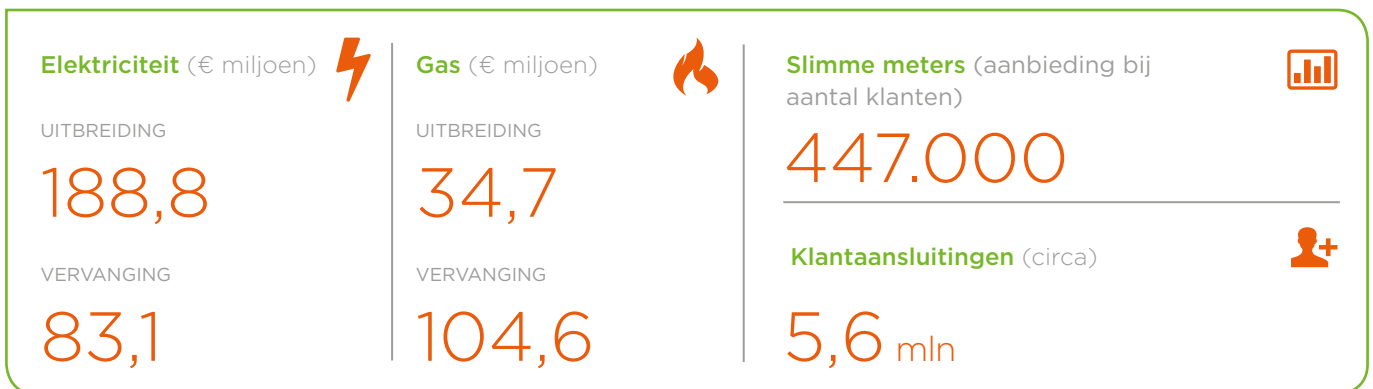 Elektriciteit (€ miljoen)
UITBREIDING
188,8
VERVANGING
83,1
Gas (€ miljoen)
UITBREIDING
34,7
VERVANGING
104,6
Slimme meters (aanbieding bij
aantal klanten)
447.000
Klantaansluitingen (circa)
5,6 mln